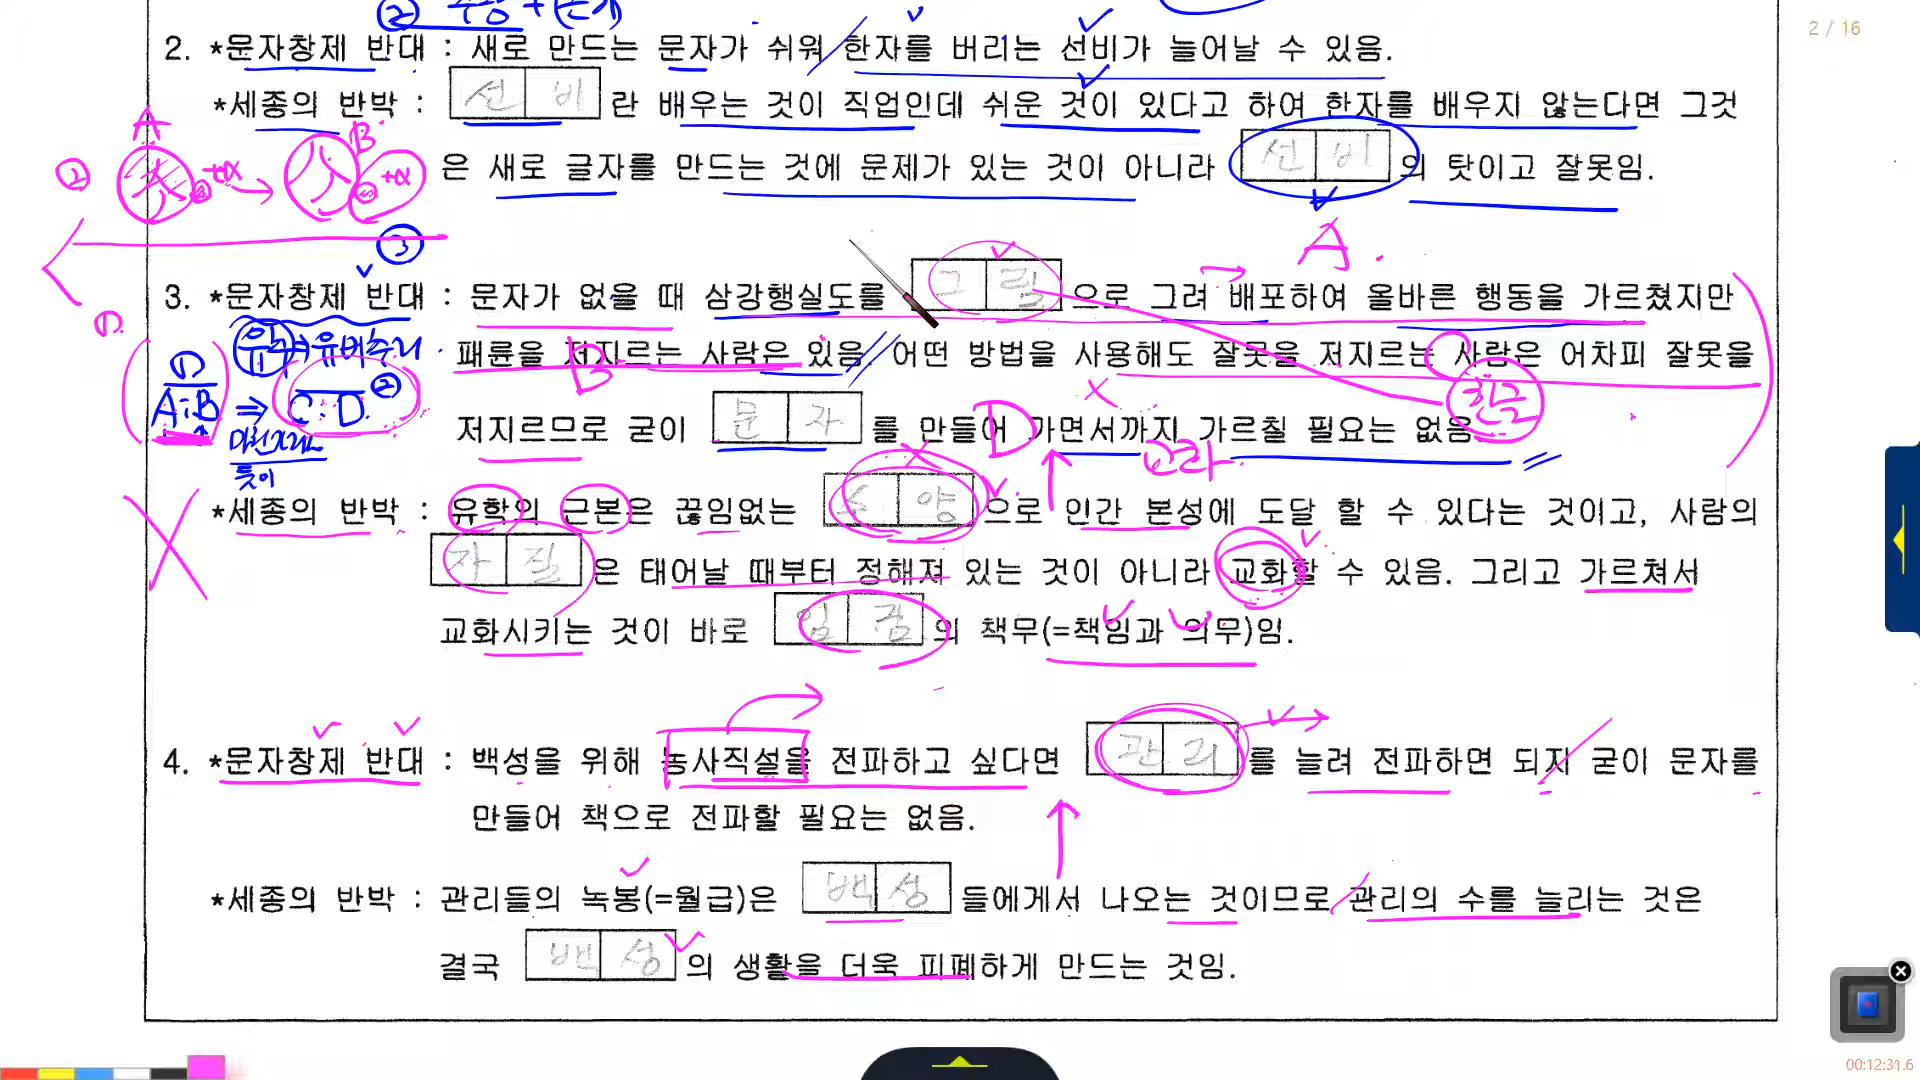 2 / 16
2. *문자창제 반대 : 새로 만드는 문자가 쉬워 한자를 버리는 선비가 늘어날 수 있음.
*세종의 반박 : 선비 란 배우는 것이 직업인데 쉬운 것이 있다고 하여 한자를 배우지 않는다면 그것
은 새로 글자를 만드는 것에 문제가 있는 것이 아니라 선비 의 탓이고 잘못임.
A B
② +α +α
A.
③
3. *문자창제 반대 : 문자가 없을 때 삼강행실도를 그림 으로 그려 배포하여 올바른 행동을 가르쳤지만
패륜을 저지르는 사람은 있음. 어떤 방법을 사용해도 잘못을 저지르는 사람은 어차피 잘못을
유추⇒유비추리
B 한글
저지르므로 굳이 문자 를 만들어 가면서까지 가르칠 필요는 없음.
A:B ⇒ C:D ②
마찬가지로
듯이
D
*세종의 반박 : 유학의 근본은 끊임없는 수양 으로 인간 본성에 도달 할 수 있다는 것이고, 사람의
자질 은 태어날 때부터 정해져 있는 것이 아니라 교화할 수 있음. 그리고 가르쳐서
교화시키는 것이 바로 임금 의 책무(=책임과 의무)임.
4. *문자창제 반대 : 백성을 위해 농사직설을 전파하고 싶다면 관리 를 늘려 전파하면 되지 굳이 문자를
만들어 책으로 전파할 필요는 없음.
*세종의 반박 : 관리들의 녹봉(=월급)은 백성 들에게서 나오는 것이므로 관리의 수를 늘리는 것은
결국 백성 의 생활을 더욱 피폐하게 만드는 것임.